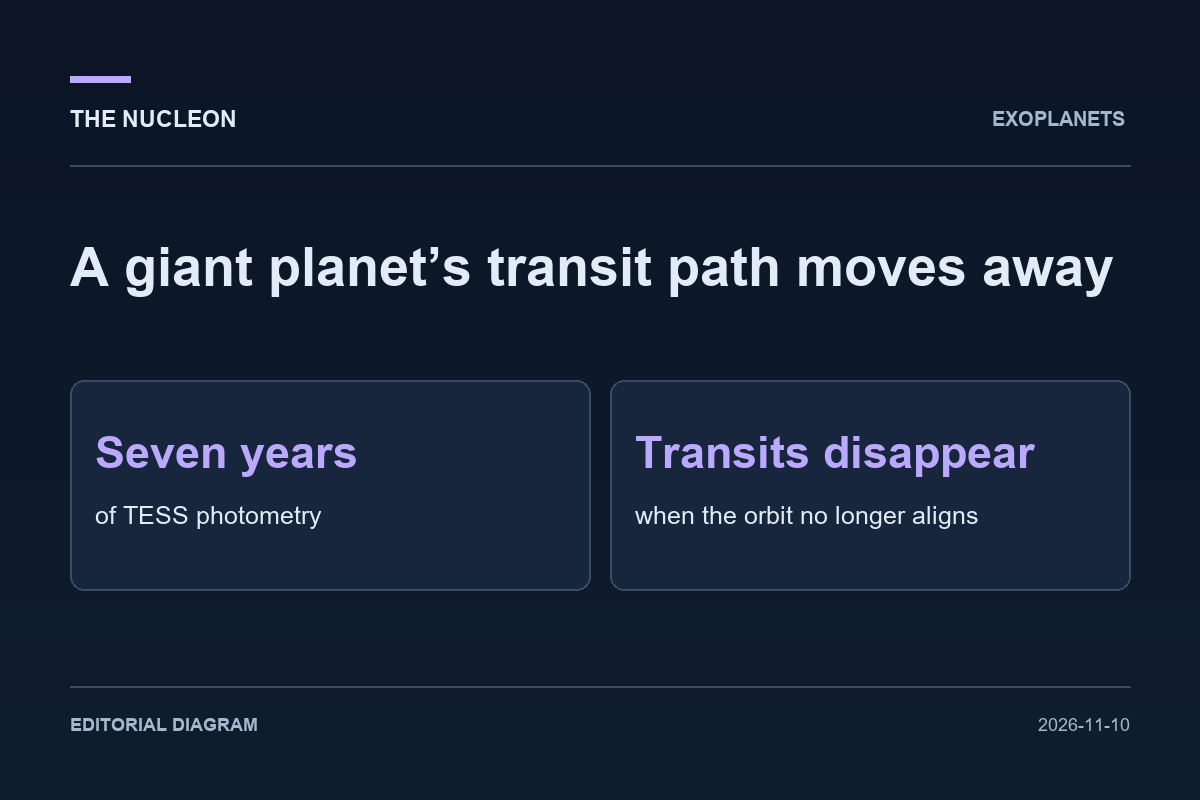 THE NUCLEON
EXOPLANETS
A giant planet’s transit path moves away
Seven years
of TESS photometry
Transits disappear
when the orbit no longer aligns
EDITORIAL DIAGRAM
2026-11-10